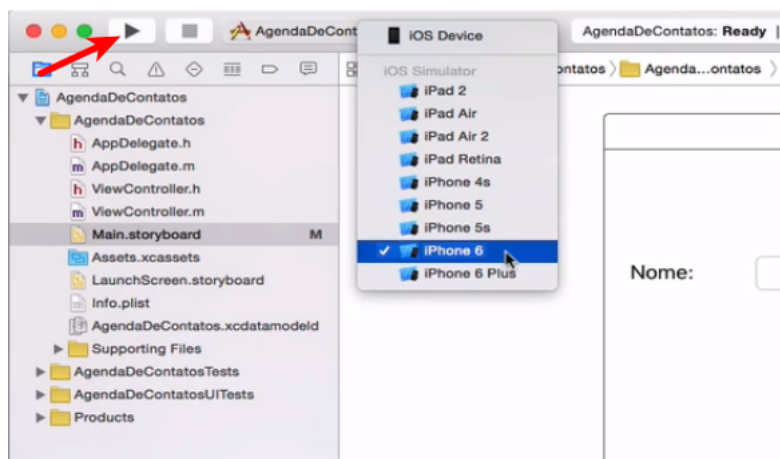 AgendaDeCont
iOS Device
AgendaDeContatos: Ready
iOS Simulator
ontatos
Agenda...ontatos
iPad 2
iPad Air
iPad Air 2
iPad Retina
iPhone 4s
iPhone 5
iPhone 5s
iPhone 6
iPhone 6 Plus
AgendaDeContatos
AgendaDeContatos
h AppDelegate.h
m AppDelegate.m
h ViewController.h
m ViewController.m
Main.storyboard M
Assets.xcassets
LaunchScreen.storyboard
Info.plist
AgendaDeContatos.xcdatamodeld
Supporting Files
AgendaDeContatosTests
AgendaDeContatosUITests
Products
Nome: